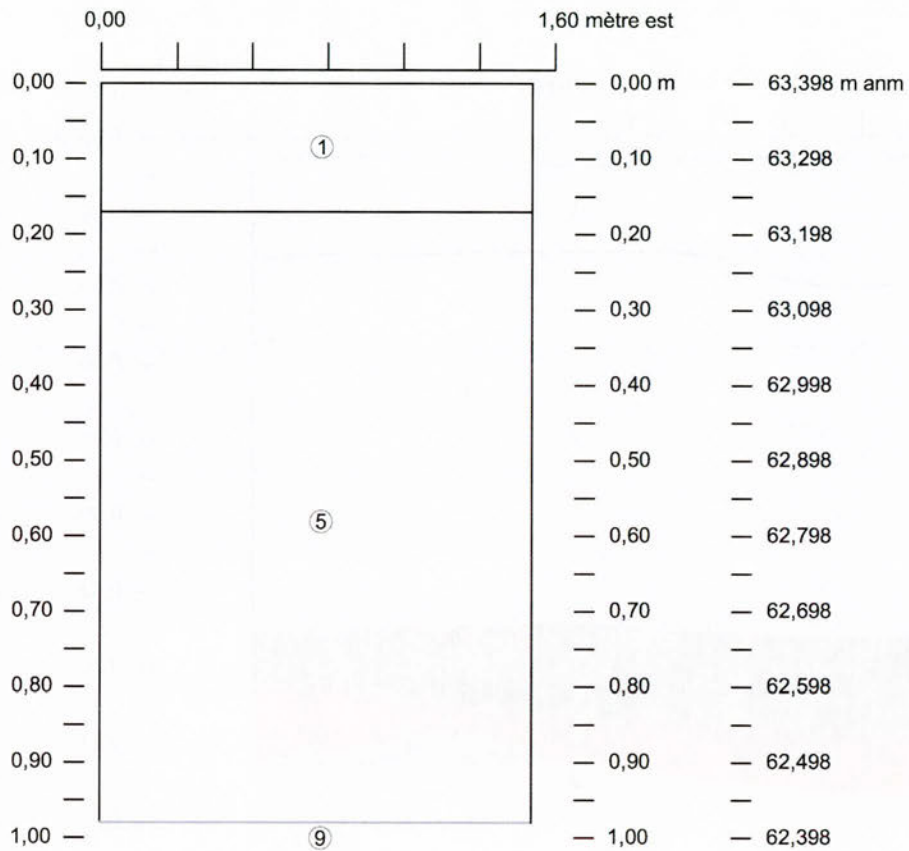 0,00 1,60 mètre est
0,00 0,00 m 63,398 m anm
①
0,10 0,10 63,298
0,20 0,20 63,198
0,30 0,30 63,098
0,40 0,40 62,998
0,50 0,50 62,898
⑤
0,60 0,60 62,798
0,70 0,70 62,698
0,80 0,80 62,598
0,90 0,90 62,498
1,00 ⑨ 1,00 62,398